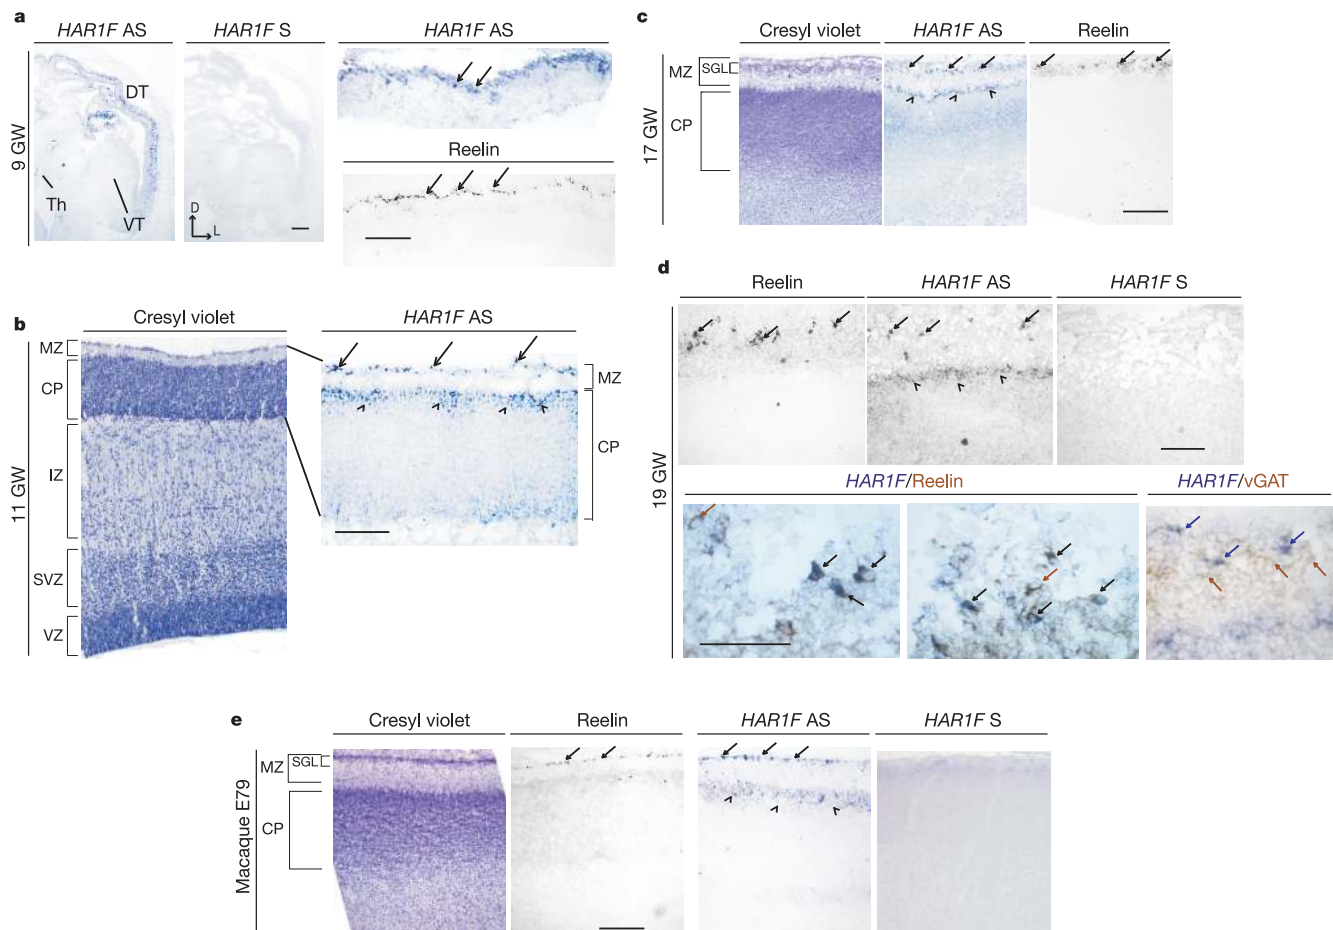 a
HAR1F AS
HAR1F S
HAR1F AS
9 GW
DT
Th
VT
D
L
Reelin
b
Cresyl violet
HAR1F AS
11 GW
MZ
CP
IZ
SVZ
VZ
MZ
CP
c
Cresyl violet
HAR1F AS
Reelin
17 GW
MZ
SGL
CP
d
Reelin
HAR1F AS
HAR1F S
19 GW
HAR1F/Reelin
HAR1F/vGAT
e
Cresyl violet
Reelin
HAR1F AS
HAR1F S
Macaque E79
MZ
SGL
CP